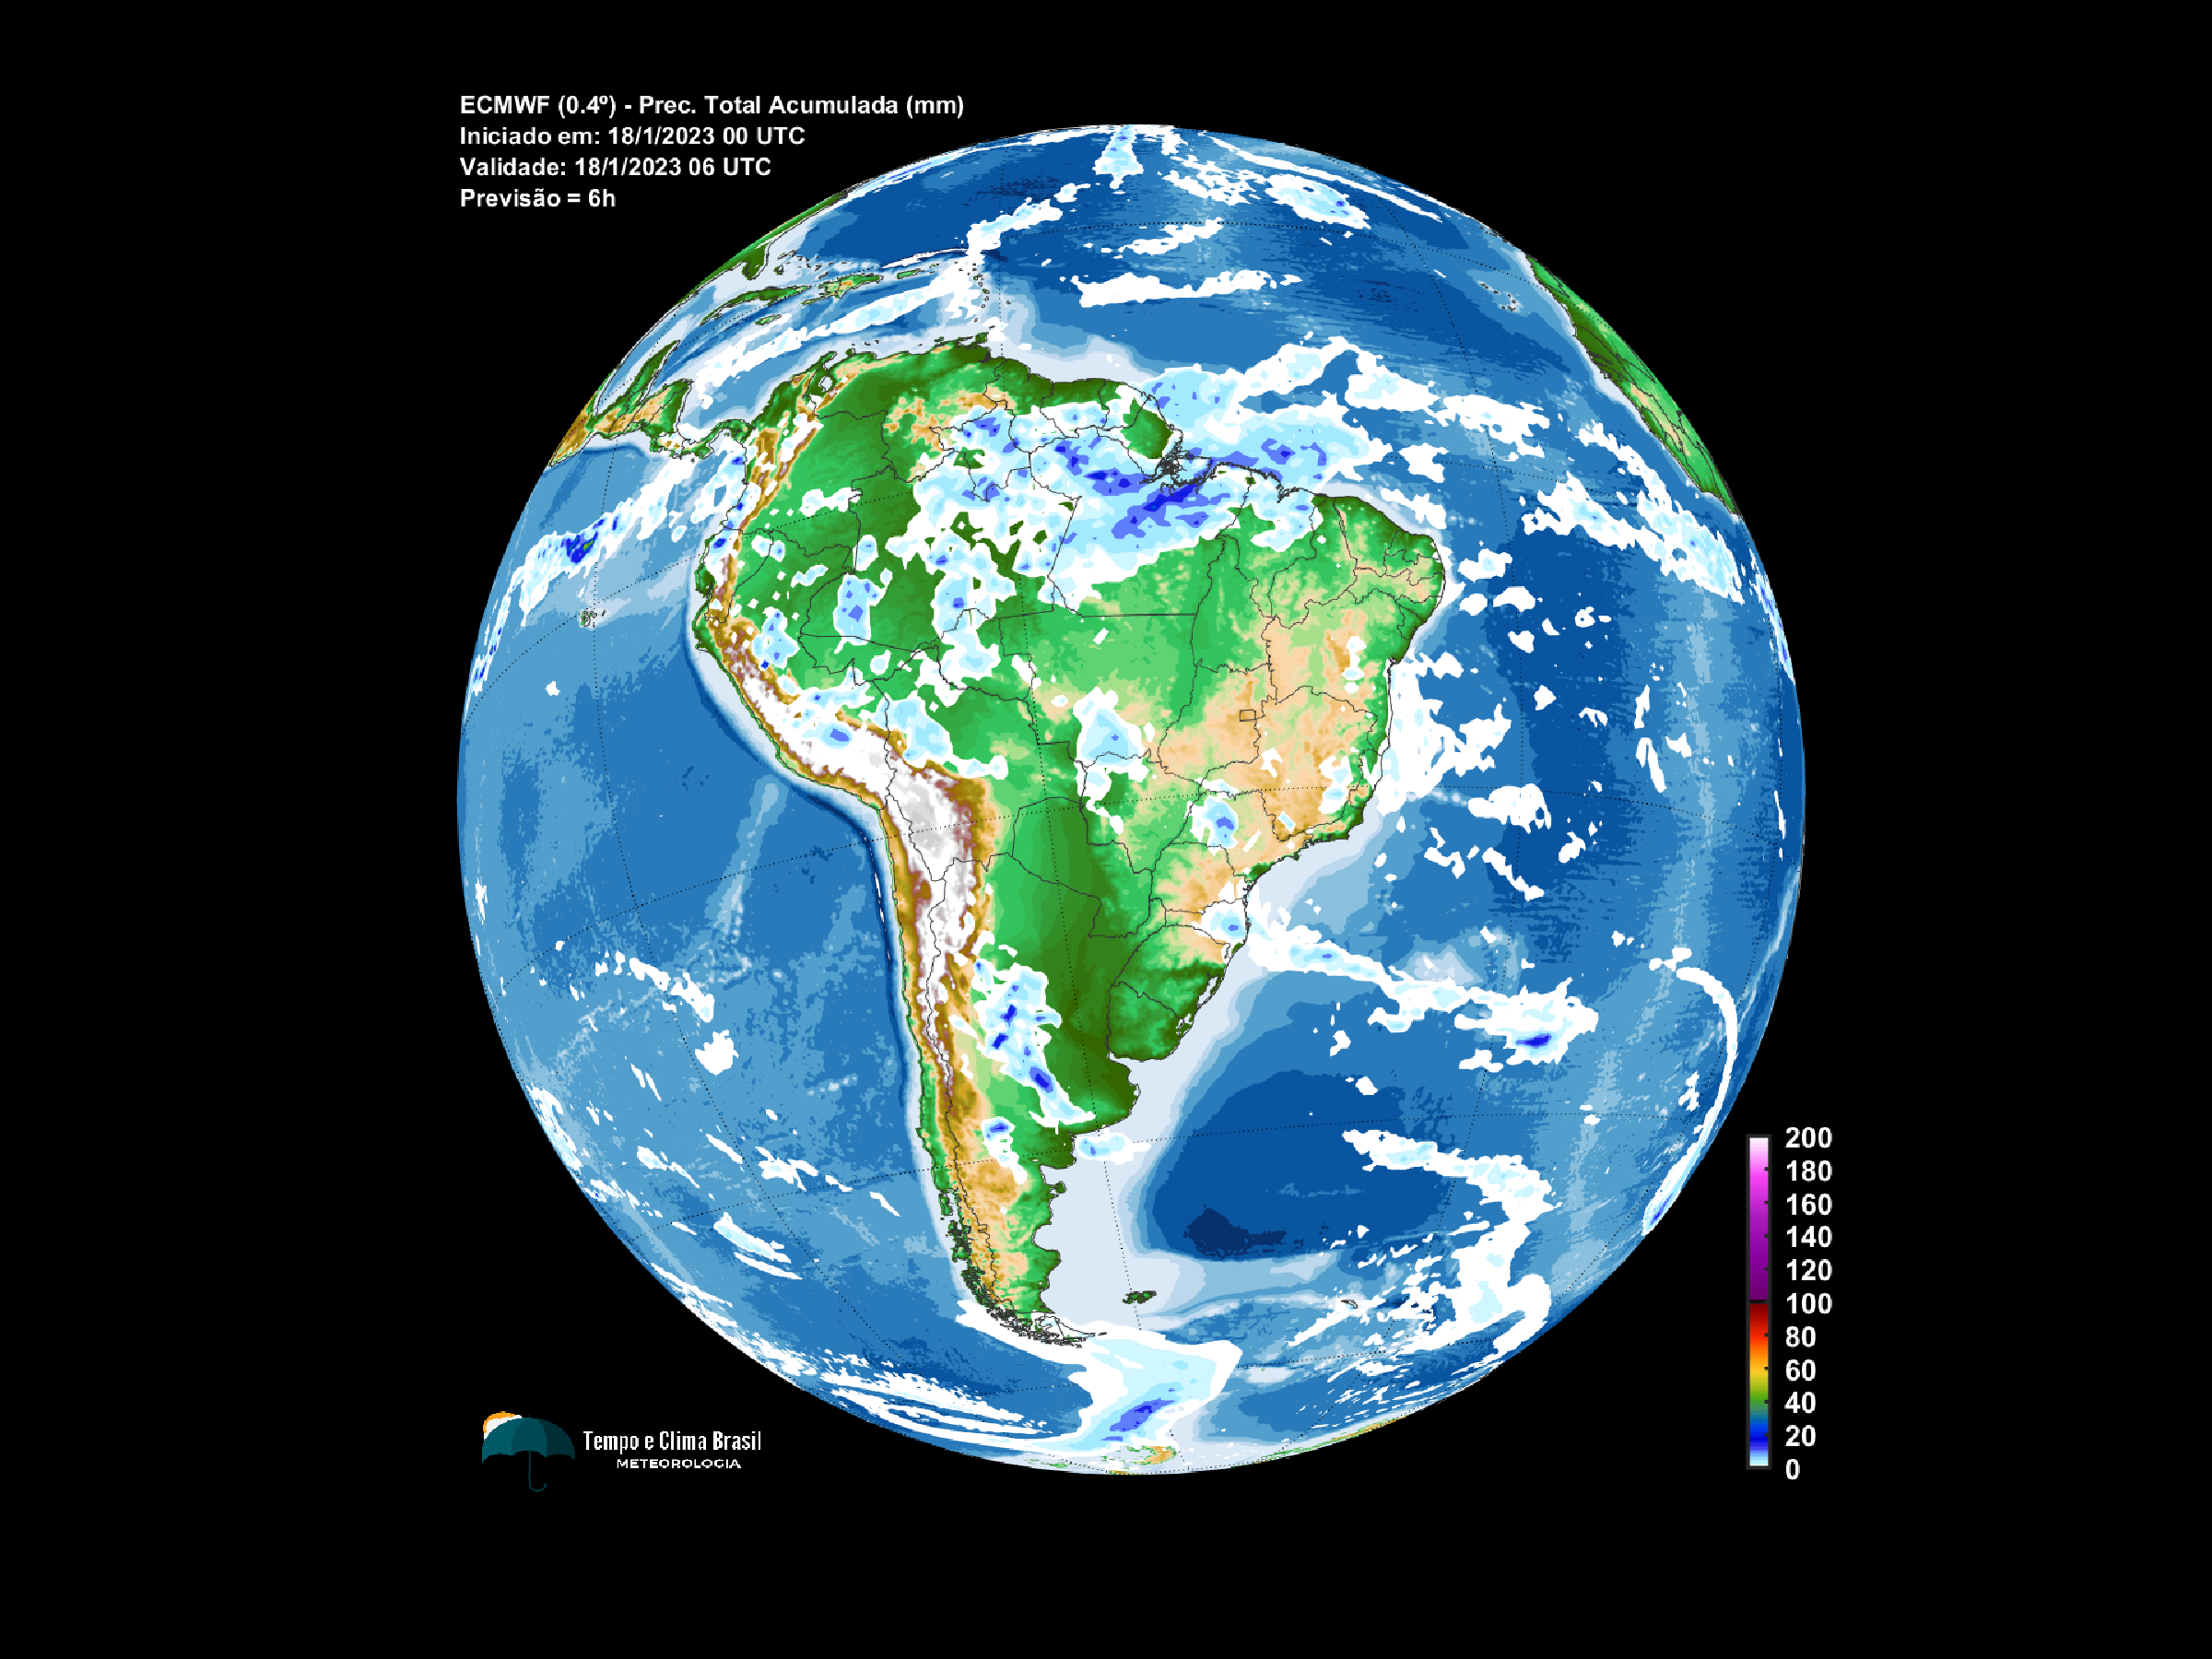 ECMWF (0.4º) - Prec. Total Acumulada (mm)
Iniciado em: 18/1/2023 00 UTC
Validade: 18/1/2023 06 UTC
Previsão = 6h
200
180
160
140
120
100
80
60
40
20
0
Tempo e Clima Brasil
METEOROLOGIA